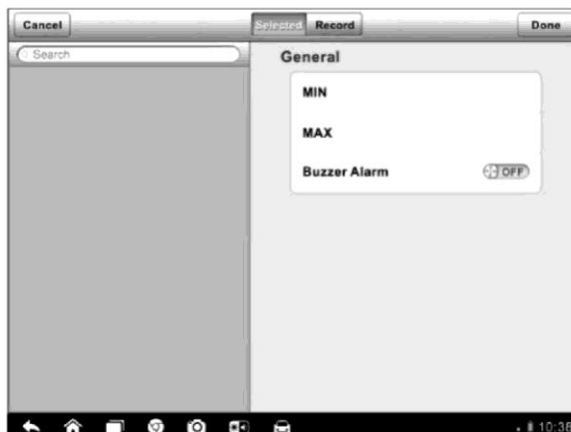 Cancel
Selected Record
Done
Search
General
MIN
MAX
Buzzer Alarm OFF
10:38